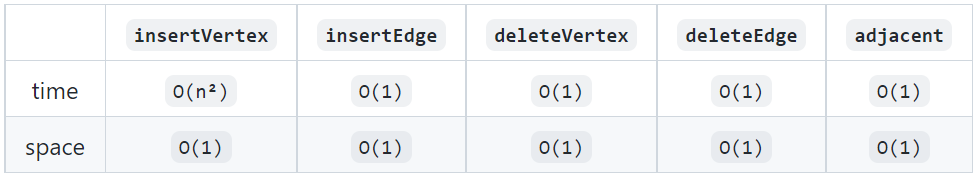 insertVertex insertEdge deleteVertex deleteEdge adjacent
time O(n²) O(1) O(1) O(1) O(1)
space O(1) O(1) O(1) O(1) O(1)